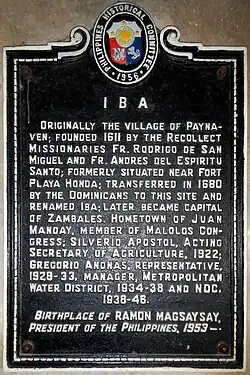 PHILIPPINES HISTORICAL COMMITTEE
1956
IBA
ORIGINALLY THE VILLAGE OF PAYNA-
VEN; FOUNDED 1611 BY THE RECOLLECT
MISSIONARIES FR. RODRIGO DE SAN
MIGUEL AND FR. ANDRES DEL ESPIRITU
SANTO; FORMERLY SITUATED NEAR FORT
PLAYA HONDA; TRANSFERRED IN 1680
BY THE DOMINICANS TO THIS SITE AND
RENAMED IBA; LATER BECAME CAPITAL
OF ZAMBALES. HOMETOWN OF JUAN
MANDAY, MEMBER OF MALOLOS CON-
GRESS; SILVERIO APOSTOL, ACTING
SECRETARY OF AGRICULTURE, 1922;
GREGORIO ANONAS, REPRESENTATIVE,
1929-33, MANAGER, METROPOLITAN
WATER DISTRICT, 1934-38 AND NDC,
1938-46.
BIRTHPLACE OF RAMON MAGSAYSAY,
PRESIDENT OF THE PHILIPPINES, 1953—.